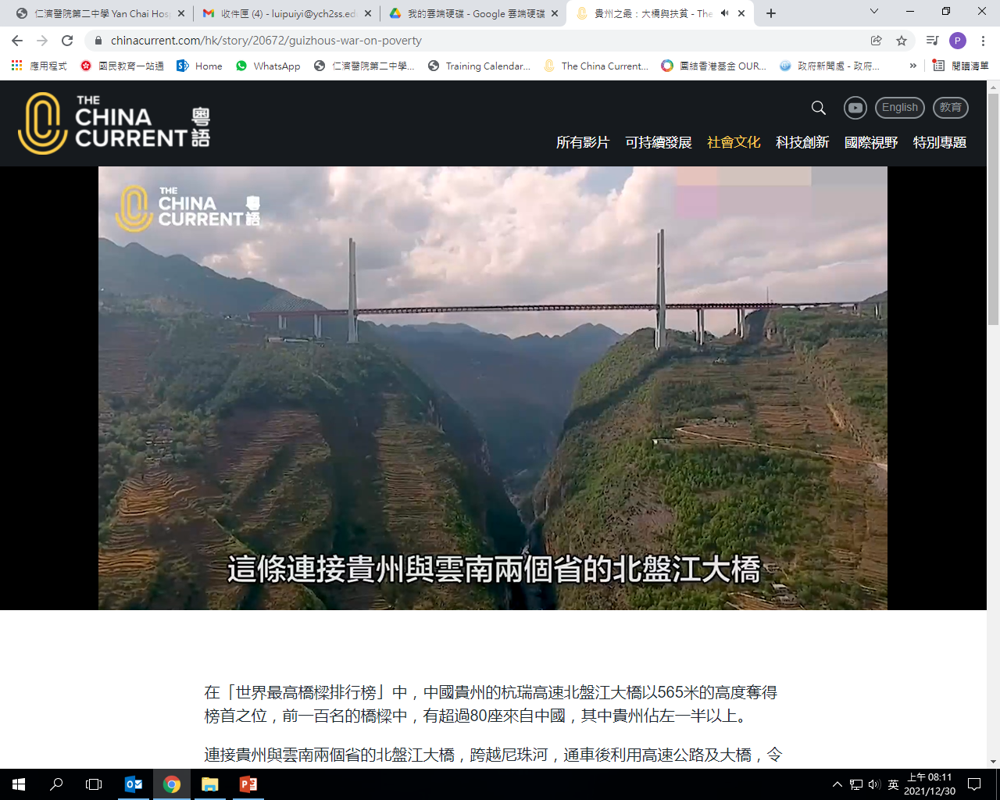 仁濟醫院第二中學 Yan Chai Hosp
收件匣 (4) - luipuiyi@ych2ss.ed
我的雲端硬碟 - Google 雲端硬碟
貴州之最：大橋與扶貧 - The
chinacurrent.com/hk/story/20672/guizhous-war-on-poverty
P
應用程式
國民教育一站通
Home
WhatsApp
仁濟醫院第二中學...
Training Calendar...
The China Current...
團結香港基金 OUR...
政府新聞處 - 政府...
»
閱讀清單
THE CHINA CURRENT 粵語
English
教育
所有影片 可持續發展 社會文化 科技創新 國際視野 特別專題
THE CHINA CURRENT 粵語
這條連接貴州與雲南兩個省的北盤江大橋
在「世界最高橋樑排行榜」中，中國貴州的杭瑞高速北盤江大橋以565米的高度奪得
榜首之位，前一百名的橋樑中，有超過80座來自中國，其中貴州佔左一半以上。
連接貴州與雲南兩個省的北盤江大橋，跨越尼珠河，通車後利用高速公路及大橋，令
英
上午 08:11
2021/12/30